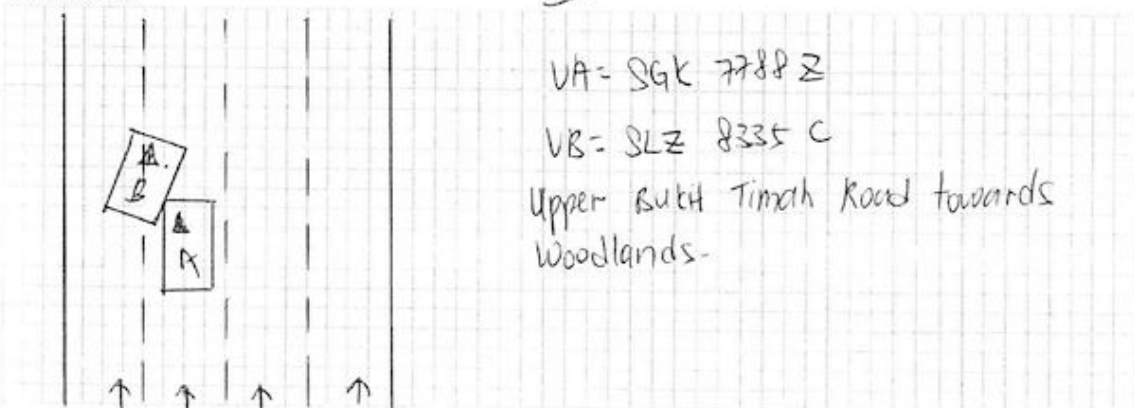 VA= SGK 7788 Z
VB= SLZ 8335 C
Upper Bukit Timah Road towards
Woodlands.
B
A